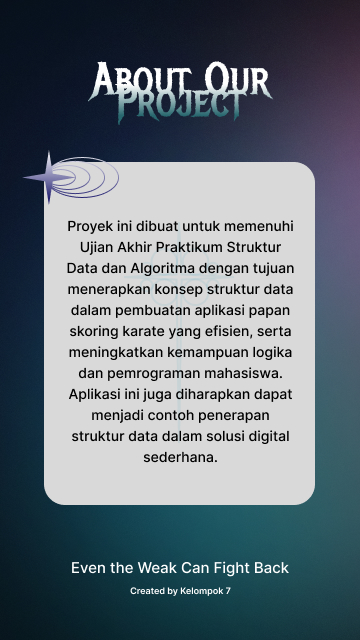 About Our
Project
Proyek ini dibuat untuk memenuhi
Ujian Akhir Praktikum Struktur
Data dan Algoritma dengan tujuan
menerapkan konsep struktur data
dalam pembuatan aplikasi papan
skoring karate yang efisien, serta
meningkatkan kemampuan logika
dan pemrograman mahasiswa.
Aplikasi ini juga diharapkan dapat
menjadi contoh penerapan
struktur data dalam solusi digital
sederhana.
Even the Weak Can Fight Back
Created by Kelompok 7